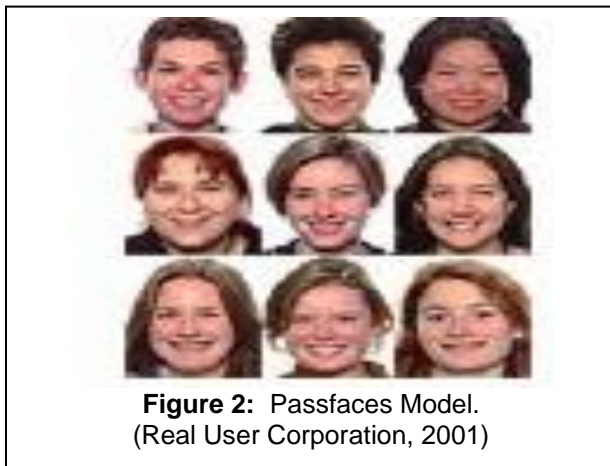 Figure 2: Passfaces Model.
(Real User Corporation, 2001)